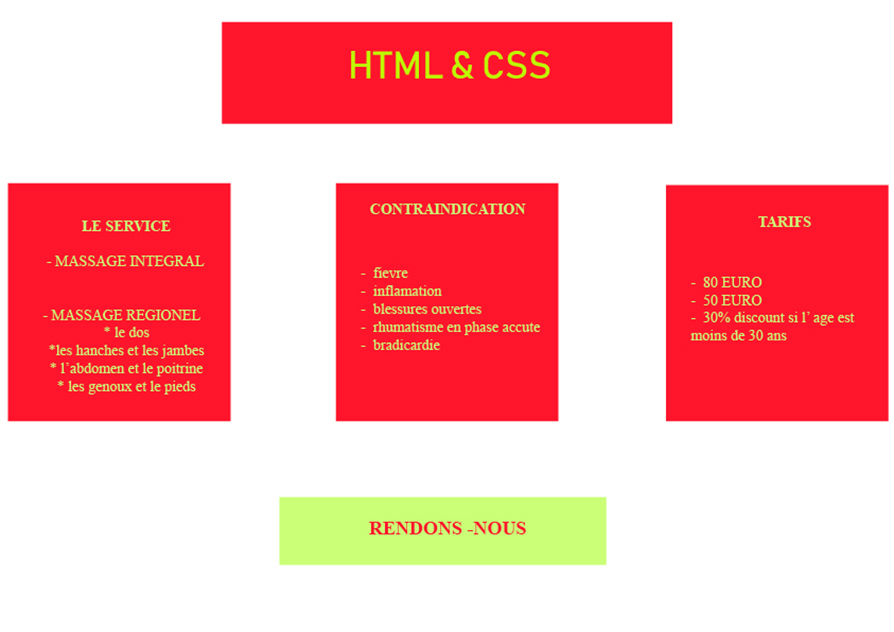 HTML & CSS
LE SERVICE
- MASSAGE INTEGRAL
- MASSAGE REGIONEL
* le dos
*les hanches et les jambes
* l'abdomen et le poitrine
* les genoux et le pieds
CONTRAINDICATION
- fievre
- inflamation
- blessures ouvertes
- rhumatisme en phase accute
- bradicardie
TARIFS
- 80 EURO
- 50 EURO
- 30% discount si l' age est
moins de 30 ans
RENDONS -NOUS